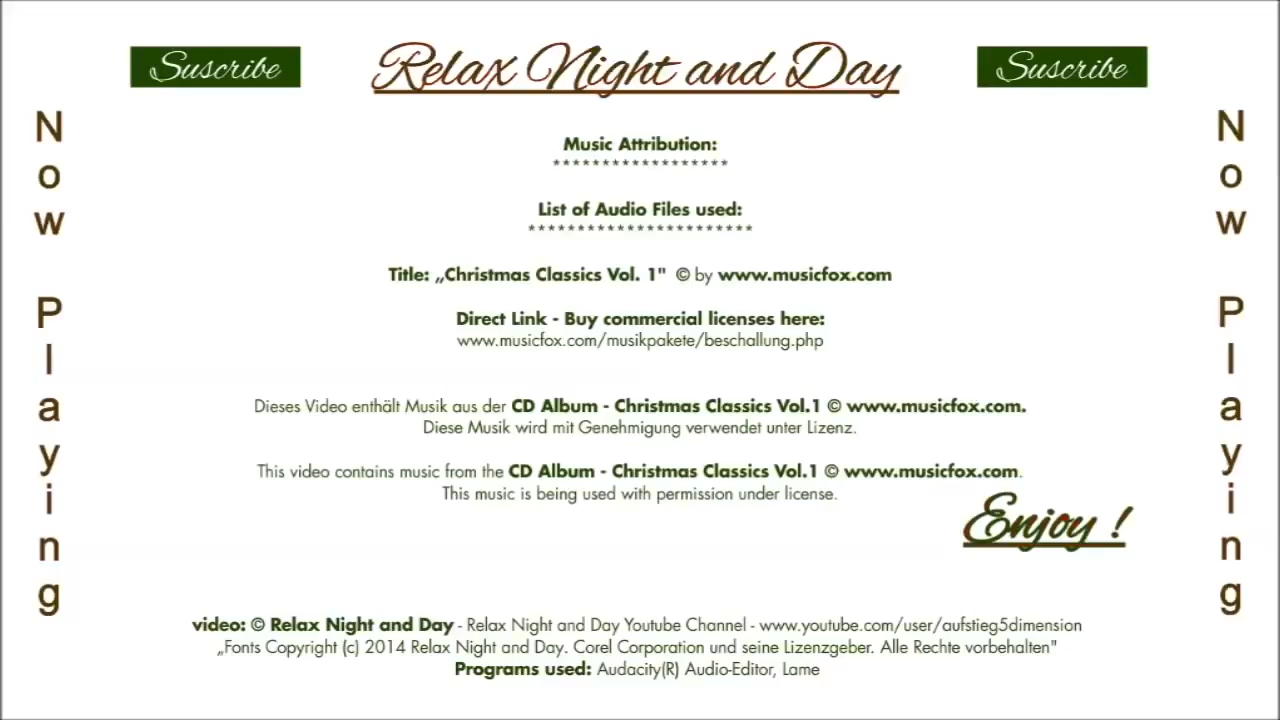 Suscribe
Relax Night and Day
Suscribe
Now Playing
Now Playing
Music Attribution:
******************
List of Audio Files used:
***********************
Title: „Christmas Classics Vol. 1" © by www.musicfox.com
Direct Link - Buy commercial licenses here:
www.musicfox.com/musikpakete/beschallung.php
Dieses Video enthält Musik aus der CD Album - Christmas Classics Vol.1 © www.musicfox.com.
Diese Musik wird mit Genehmigung verwendet unter Lizenz.
This video contains music from the CD Album - Christmas Classics Vol.1 © www.musicfox.com.
This music is being used with permission under license.
Enjoy !
video: © Relax Night and Day - Relax Night and Day Youtube Channel - www.youtube.com/user/aufstieg5dimension
„Fonts Copyright (c) 2014 Relax Night and Day. Corel Corporation und seine Lizenzgeber. Alle Rechte vorbehalten"
Programs used: Audacity(R) Audio-Editor, Lame